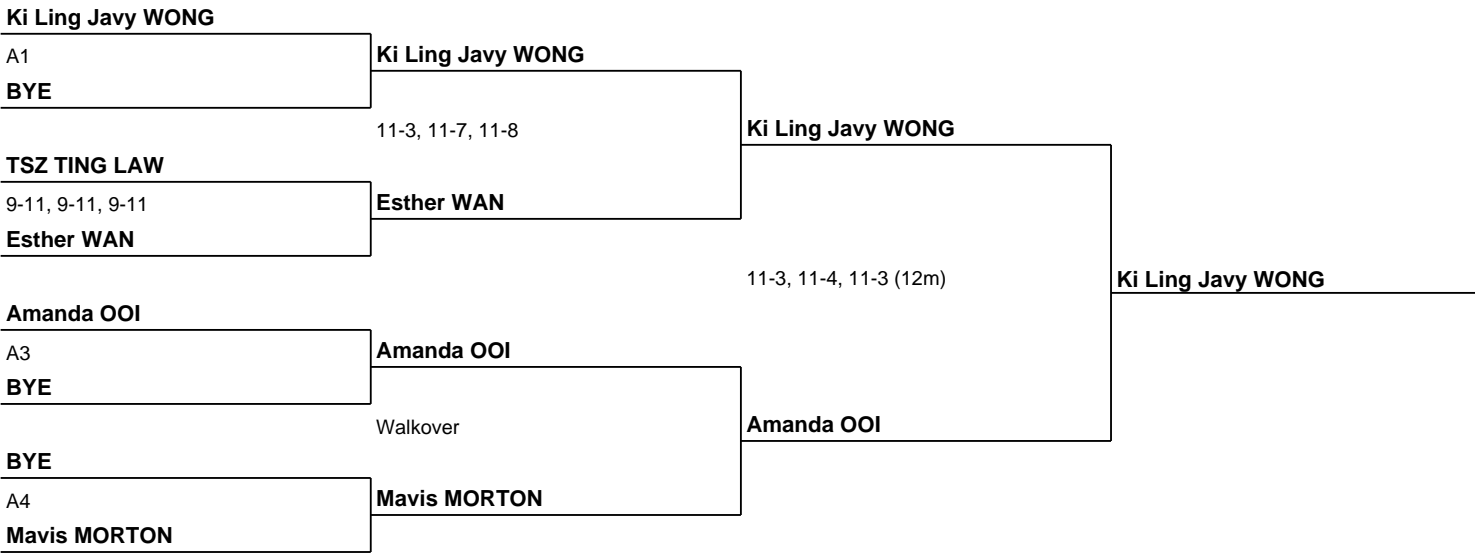 Ki Ling Javy WONG
A1
BYE
TSZ TING LAW
9-11, 9-11, 9-11
Esther WAN
Amanda OOI
A3
BYE
BYE
A4
Mavis MORTON
Ki Ling Javy WONG
11-3, 11-7, 11-8
Esther WAN
Amanda OOI
Walkover
Mavis MORTON
Ki Ling Javy WONG
11-3, 11-4, 11-3 (12m)
Amanda OOI
Ki Ling Javy WONG